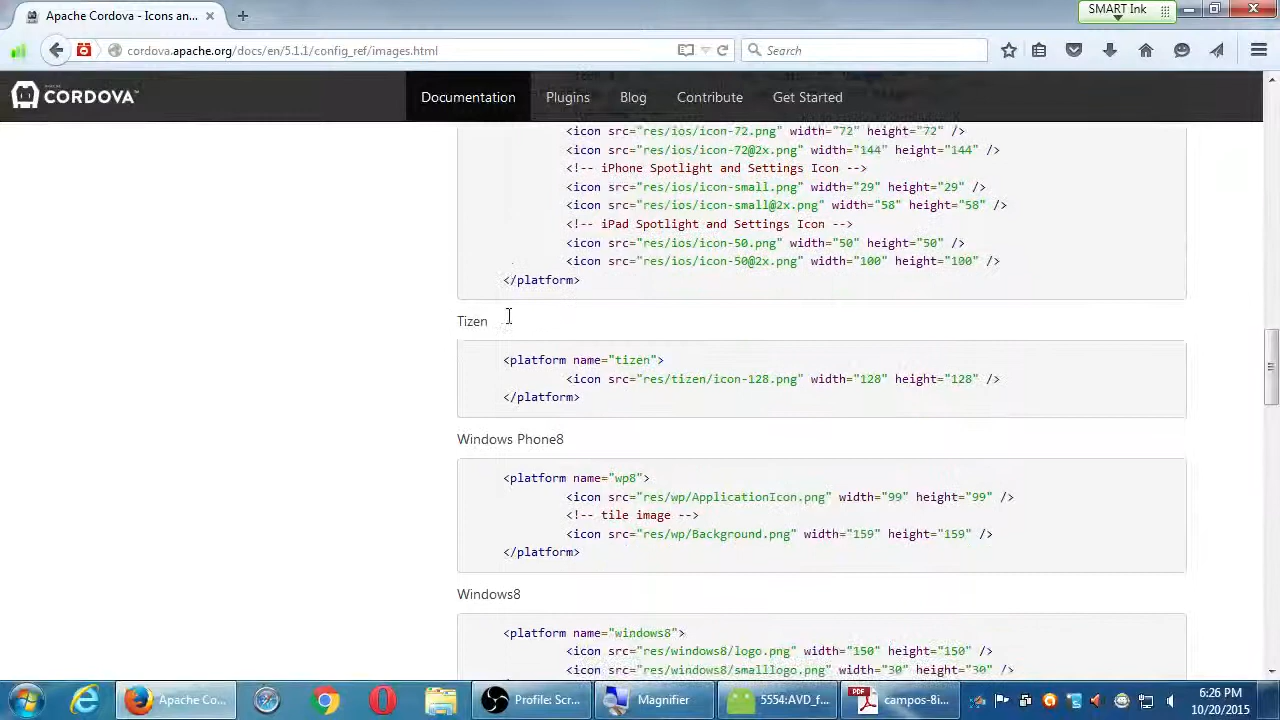 SMART Ink
Apache Cordova - Icons an...
cordova.apache.org/docs/en/5.1.1/config_ref/images.html
Search
CORDOVA™
Documentation
Plugins
Blog
Contribute
Get Started
<icon src="res/ios/icon-72.png" width="72" height="72" />
<icon src="res/ios/icon-72@2x.png" width="144" height="144" />
<!-- iPhone Spotlight and Settings Icon -->
<icon src="res/ios/icon-small.png" width="29" height="29" />
<icon src="res/ios/icon-small@2x.png" width="58" height="58" />
<!-- iPad Spotlight and Settings Icon -->
<icon src="res/ios/icon-50.png" width="50" height="50" />
<icon src="res/ios/icon-50@2x.png" width="100" height="100" />
</platform>
Tizen
<platform name="tizen">
<icon src="res/tizen/icon-128.png" width="128" height="128" />
</platform>
Windows Phone8
<platform name="wp8">
<icon src="res/wp/ApplicationIcon.png" width="99" height="99" />
<!-- tile image -->
<icon src="res/wp/Background.png" width="159" height="159" />
</platform>
Windows8
<platform name="windows8">
<icon src="res/windows8/logo.png" width="150" height="150" />
<icon src="res/windows8/smalllogo.png" width="30" height="30" />
Apache Co...
Profile: Scr...
Magnifier
5554:AVD_f...
PDF
campos-8i...
6:26 PM
10/20/2015